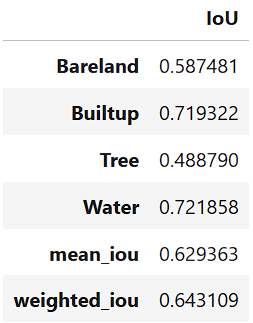 IoU
Bareland 0.587481
Builtup 0.719322
Tree 0.488790
Water 0.721858
mean_iou 0.629363
weighted_iou 0.643109